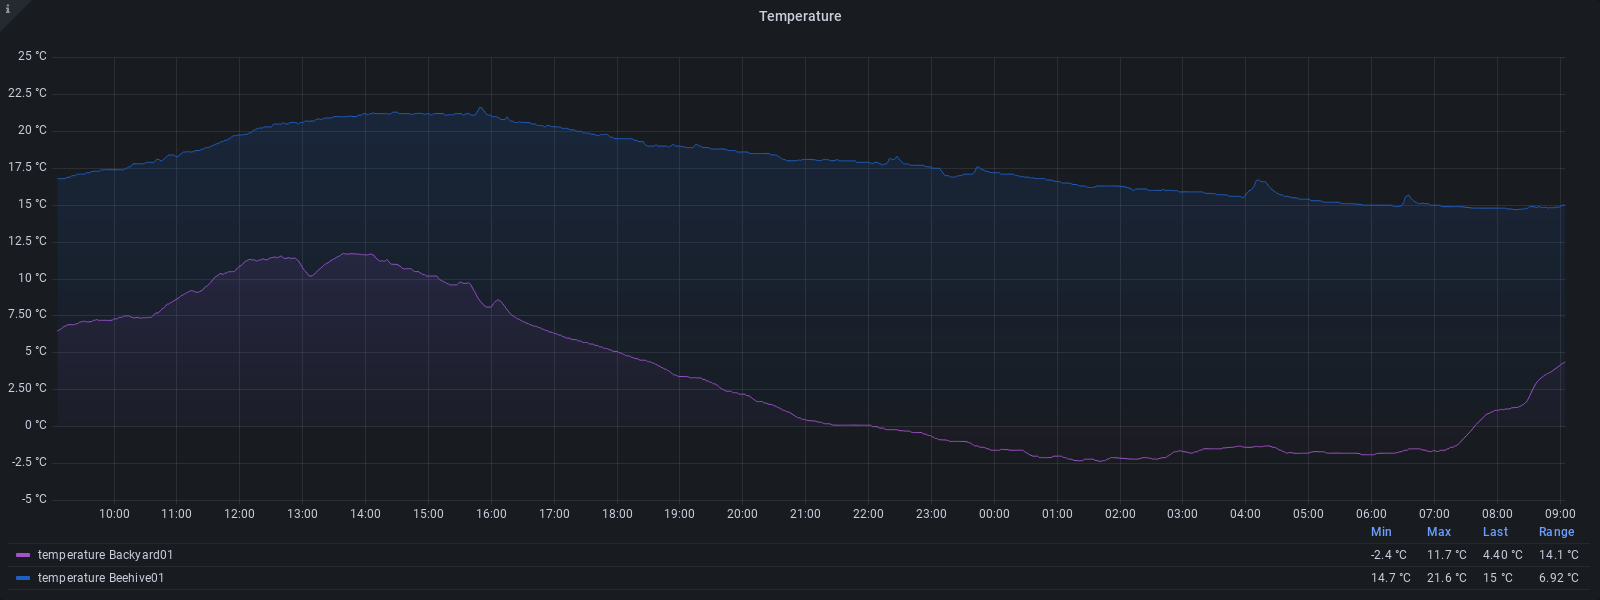 i
Temperature
25 °C
22.5 °C
20 °C
17.5 °C
15 °C
12.5 °C
10 °C
7.50 °C
5 °C
2.50 °C
0 °C
-2.5 °C
-5 °C
10:00 11:00 12:00 13:00 14:00 15:00 16:00 17:00 18:00 19:00 20:00 21:00 22:00 23:00 00:00 01:00 02:00 03:00 04:00 05:00 06:00 07:00 08:00 09:00
Min Max Last Range
temperature Backyard01 -2.4 °C 11.7 °C 4.40 °C 14.1 °C
temperature Beehive01 14.7 °C 21.6 °C 15 °C 6.92 °C